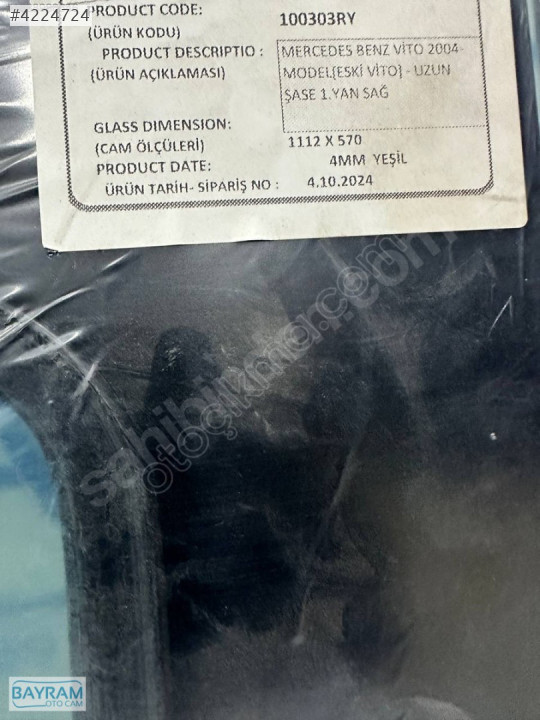 #4224724
PRODUCT CODE: 100303RY
(ÜRÜN KODU)
PRODUCT DESCRIPTIO : MERCEDES BENZ VİTO 2004-
(ÜRÜN AÇIKLAMASI) MODEL(ESKİ VİTO) - UZUN
ŞASE 1.YAN SAĞ
GLASS DIMENSION:
(CAM ÖLÇÜLERİ) 1112 X 570
PRODUCT DATE: 4MM YEŞİL
ÜRÜN TARİH- SİPARİŞ NO : 4.10.2024
sahibinden.com
BAYRAM
OTO CAM